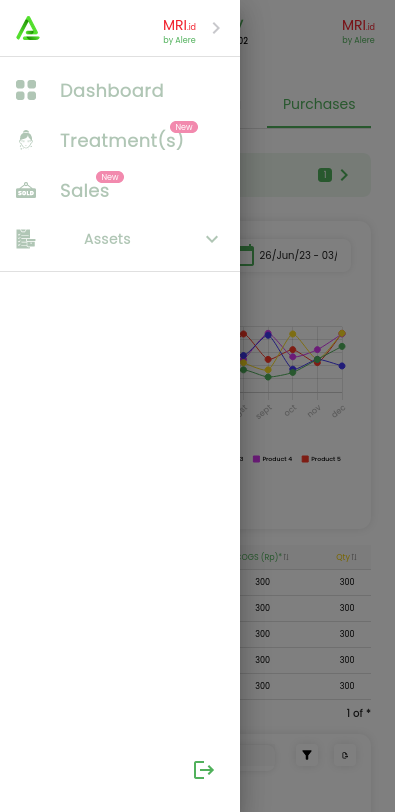 MRI.id
by Alere
Dashboard
New
Treatment(s)
New
Sales
SOLD
Assets
02
MRI.id
by Alere
Purchases
1
26/Jun/23 - 03/
sept
oct
nov
dec
3
Product 4
Product 5
COGS (Rp)*
Qty
300
300
300
300
300
300
300
300
300
300
1 of *